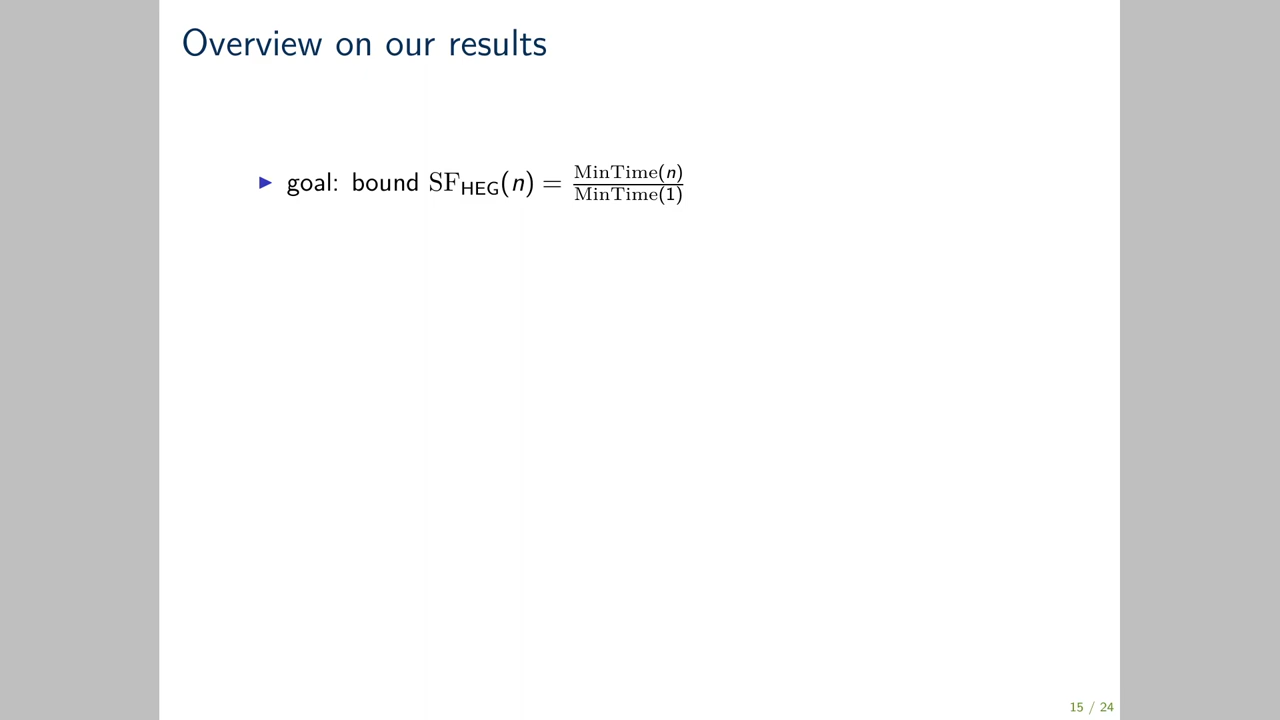 Overview on our results
▶ goal: bound SF_HEG(n) = MinTime(n)/MinTime(1)
15 / 24